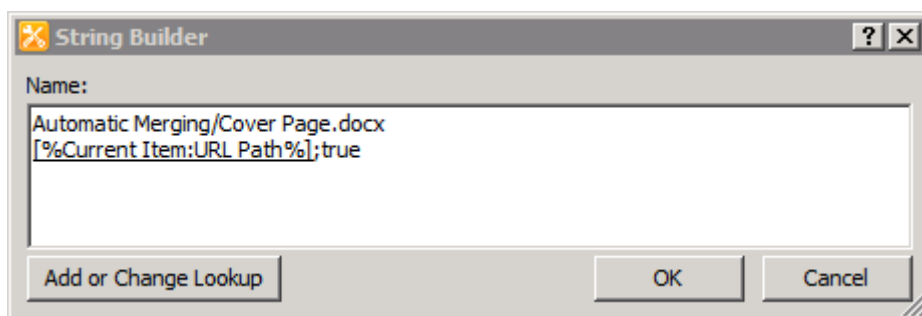 String Builder
? X
Name:
Automatic Merging/Cover Page.docx
[%Current Item:URL Path%];true
Add or Change Lookup
OK
Cancel